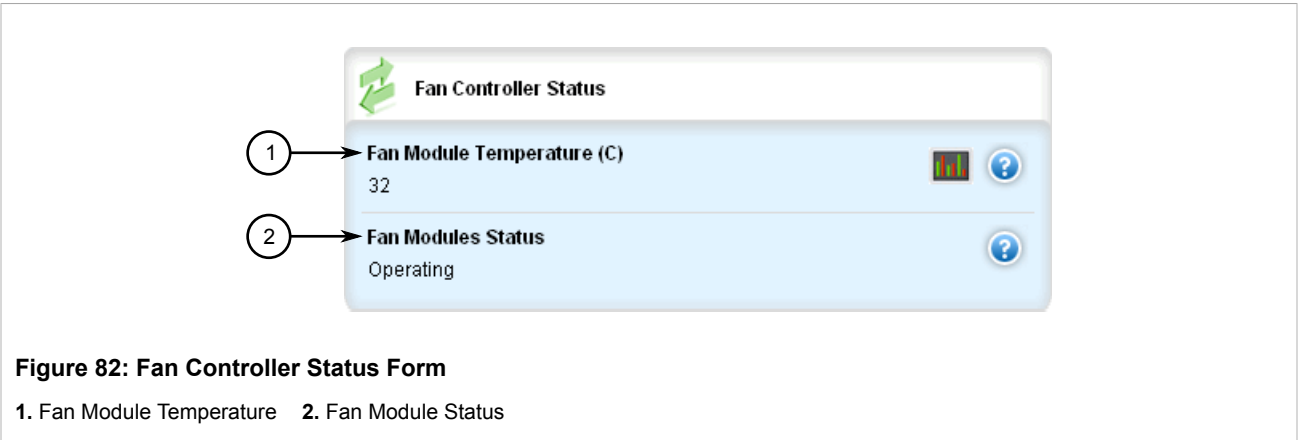 Fan Controller Status
1
Fan Module Temperature (C)
32
2
Fan Modules Status
Operating
Figure 82: Fan Controller Status Form
1. Fan Module Temperature 2. Fan Module Status